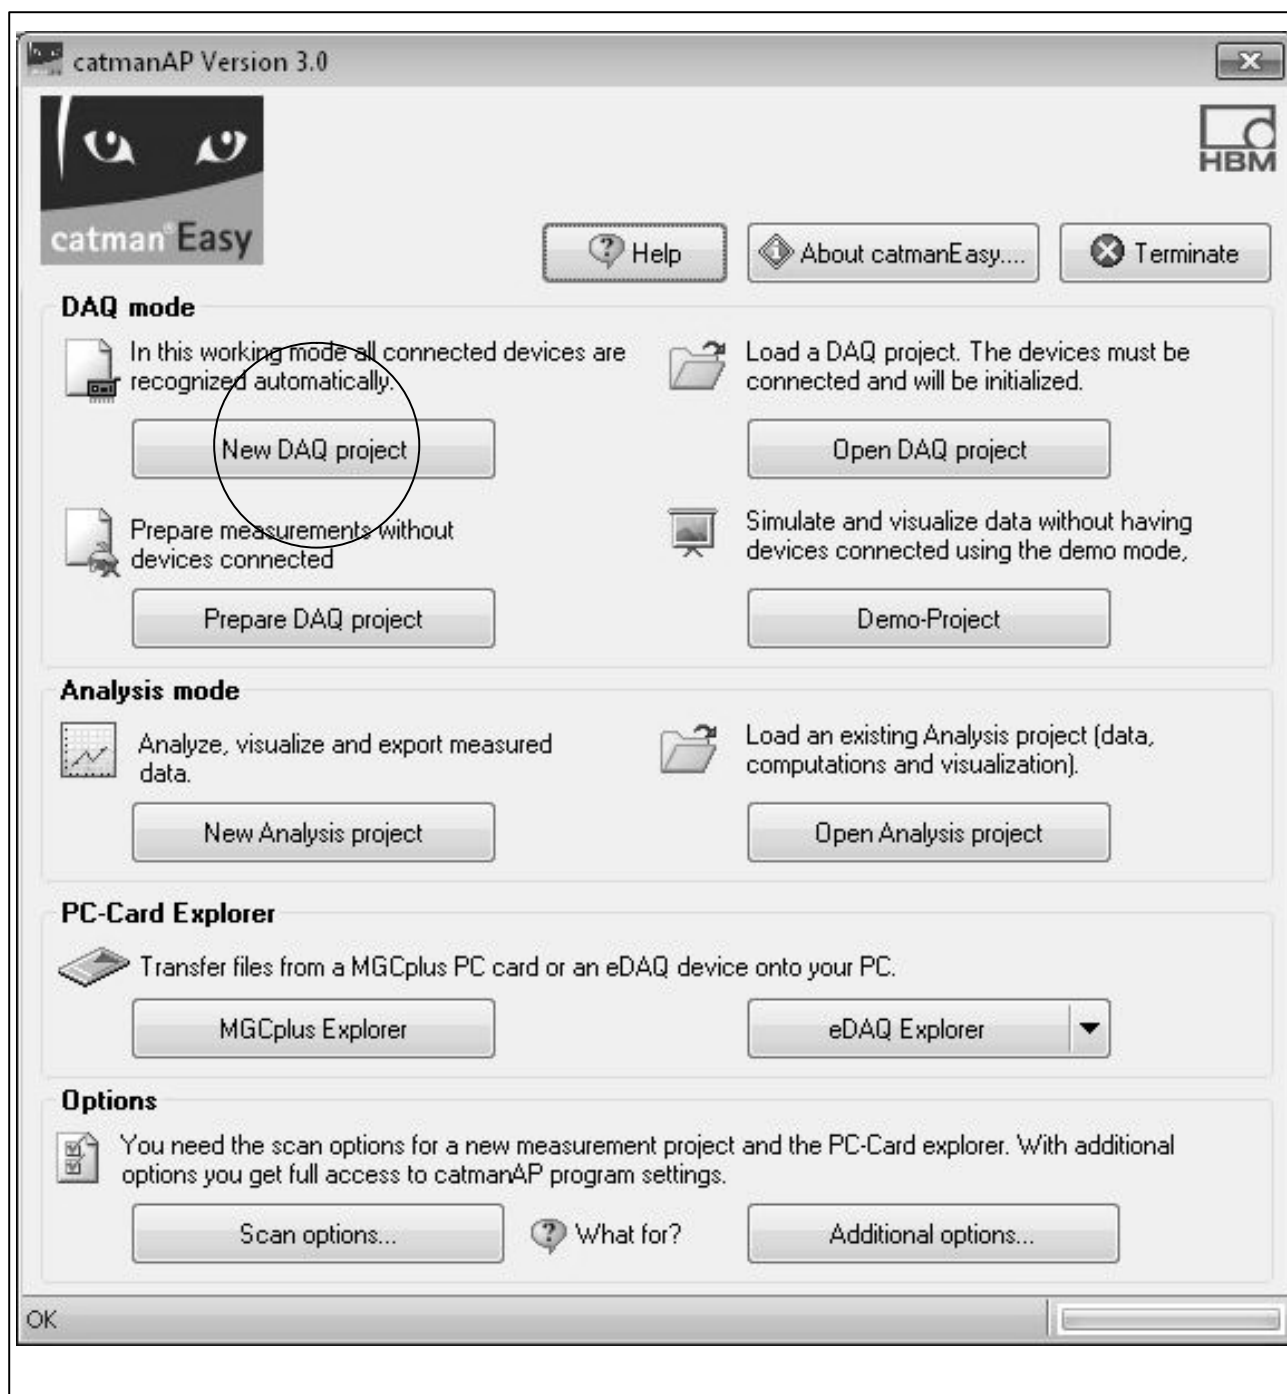 catmanAP Version 3.0
catman®Easy
HBM
Help
About catmanEasy....
Terminate
DAQ mode
In this working mode all connected devices are
recognized automatically.
New DAQ project
Load a DAQ project. The devices must be
connected and will be initialized.
Open DAQ project
Prepare measurements without
devices connected
Prepare DAQ project
Simulate and visualize data without having
devices connected using the demo mode,
Demo-Project
Analysis mode
Analyze, visualize and export measured
data.
New Analysis project
Load an existing Analysis project (data,
computations and visualization).
Open Analysis project
PC-Card Explorer
Transfer files from a MGCplus PC card or an eDAQ device onto your PC.
MGCplus Explorer
eDAQ Explorer
Options
You need the scan options for a new measurement project and the PC-Card explorer. With additional
options you get full access to catmanAP program settings.
Scan options...
What for?
Additional options...
OK